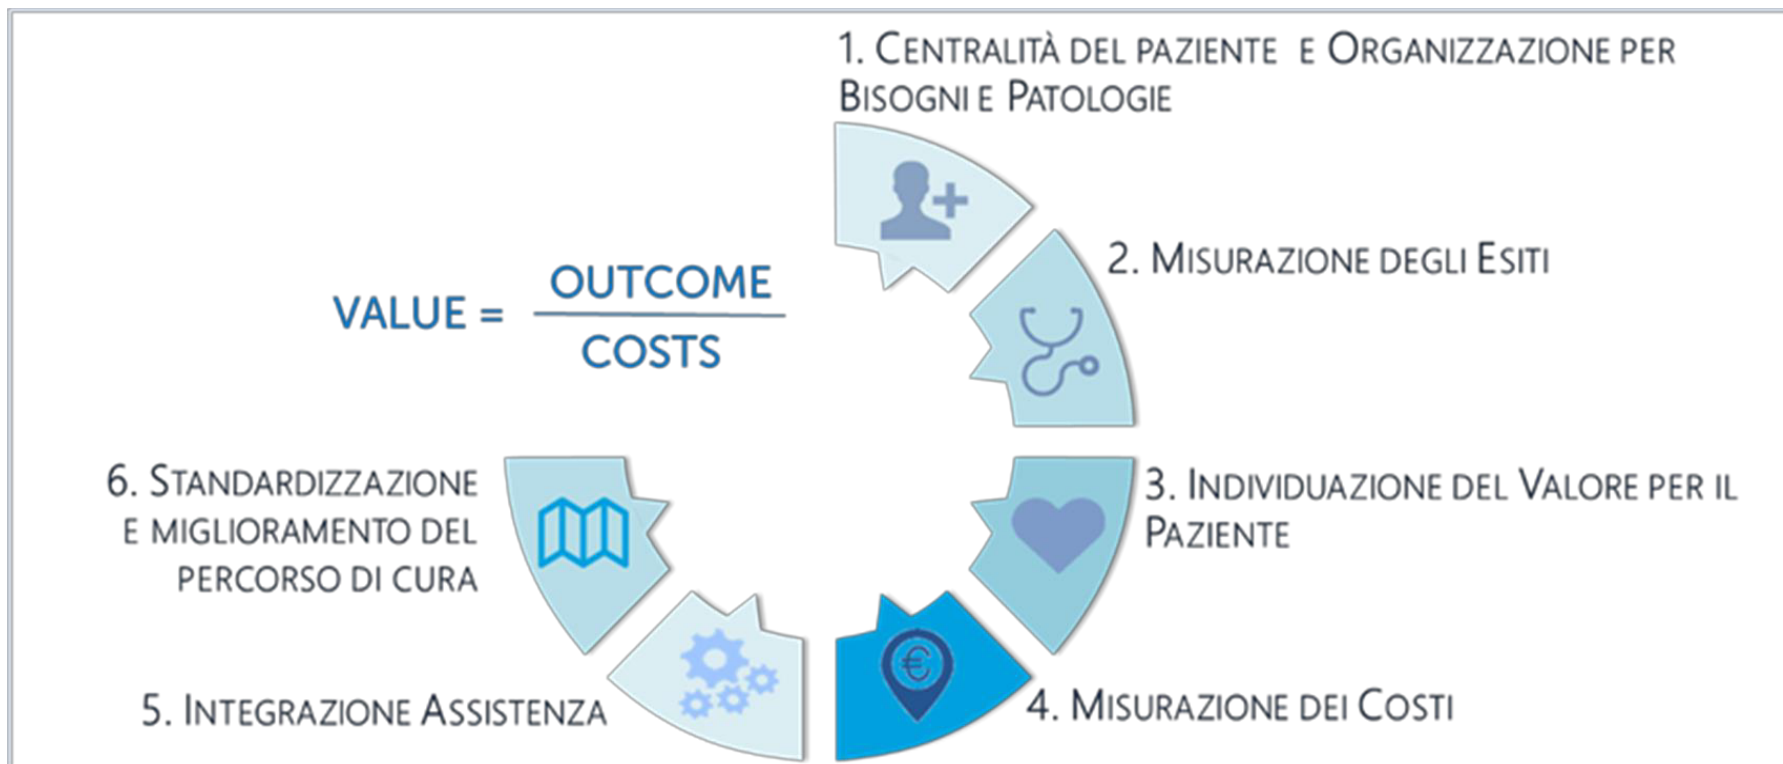 1. Centralità del paziente e Organizzazione per
Bisogni e Patologie
2. Misurazione degli Esiti
VALUE = OUTCOME
COSTS
3. Individuazione del Valore per il
Paziente
6. Standardizzazione
e miglioramento del
percorso di cura
€
4. Misurazione dei Costi
5. Integrazione Assistenza